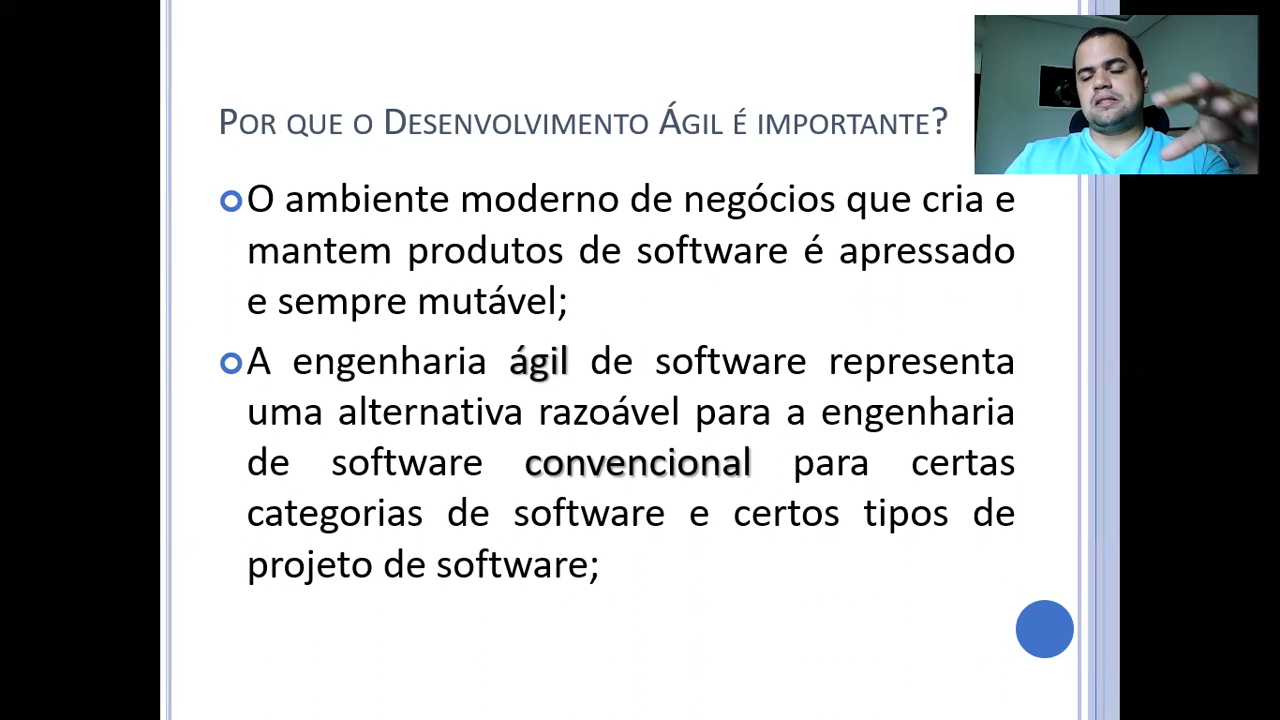 Por que o Desenvolvimento Ágil é importante?
O ambiente moderno de negócios que cria e
mantem produtos de software é apressado
e sempre mutável;
A engenharia ágil de software representa
uma alternativa razoável para a engenharia
de software convencional para certas
categorias de software e certos tipos de
projeto de software;